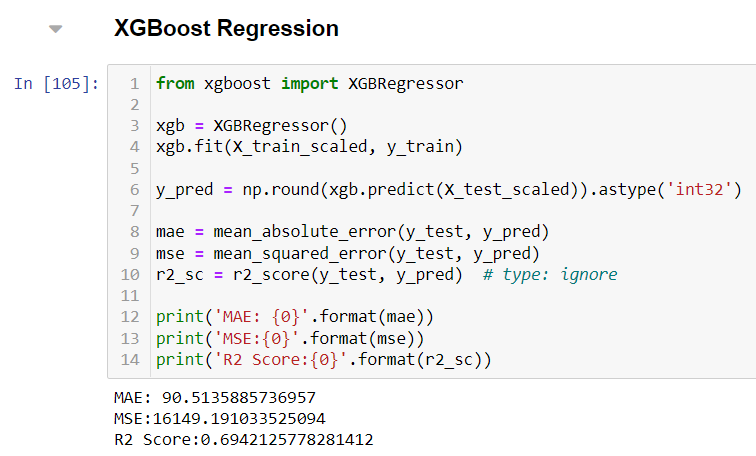 XGBoost Regression
In [105]:
1 from xgboost import XGBRegressor
2
3 xgb = XGBRegressor()
4 xgb.fit(X_train_scaled, y_train)
5
6 y_pred = np.round(xgb.predict(X_test_scaled)).astype('int32')
7
8 mae = mean_absolute_error(y_test, y_pred)
9 mse = mean_squared_error(y_test, y_pred)
10 r2_sc = r2_score(y_test, y_pred)  # type: ignore
11
12 print('MAE: {0}'.format(mae))
13 print('MSE:{0}'.format(mse))
14 print('R2 Score:{0}'.format(r2_sc))
MAE: 90.5135885736957
MSE:16149.191033525094
R2 Score:0.6942125778281412